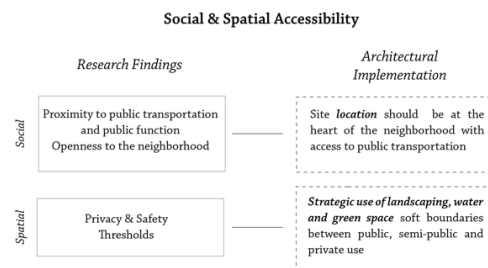 Social & Spatial Accessibility
Research Findings
Architectural
Implementation
Social
Proximity to public transportation
and public function
Openness to the neighborhood
Site location should be at the
heart of the neighborhood with
access to public transportation
Spatial
Privacy & Safety
Thresholds
Strategic use of landscaping, water
and green space soft boundaries
between public, semi-public and
private use